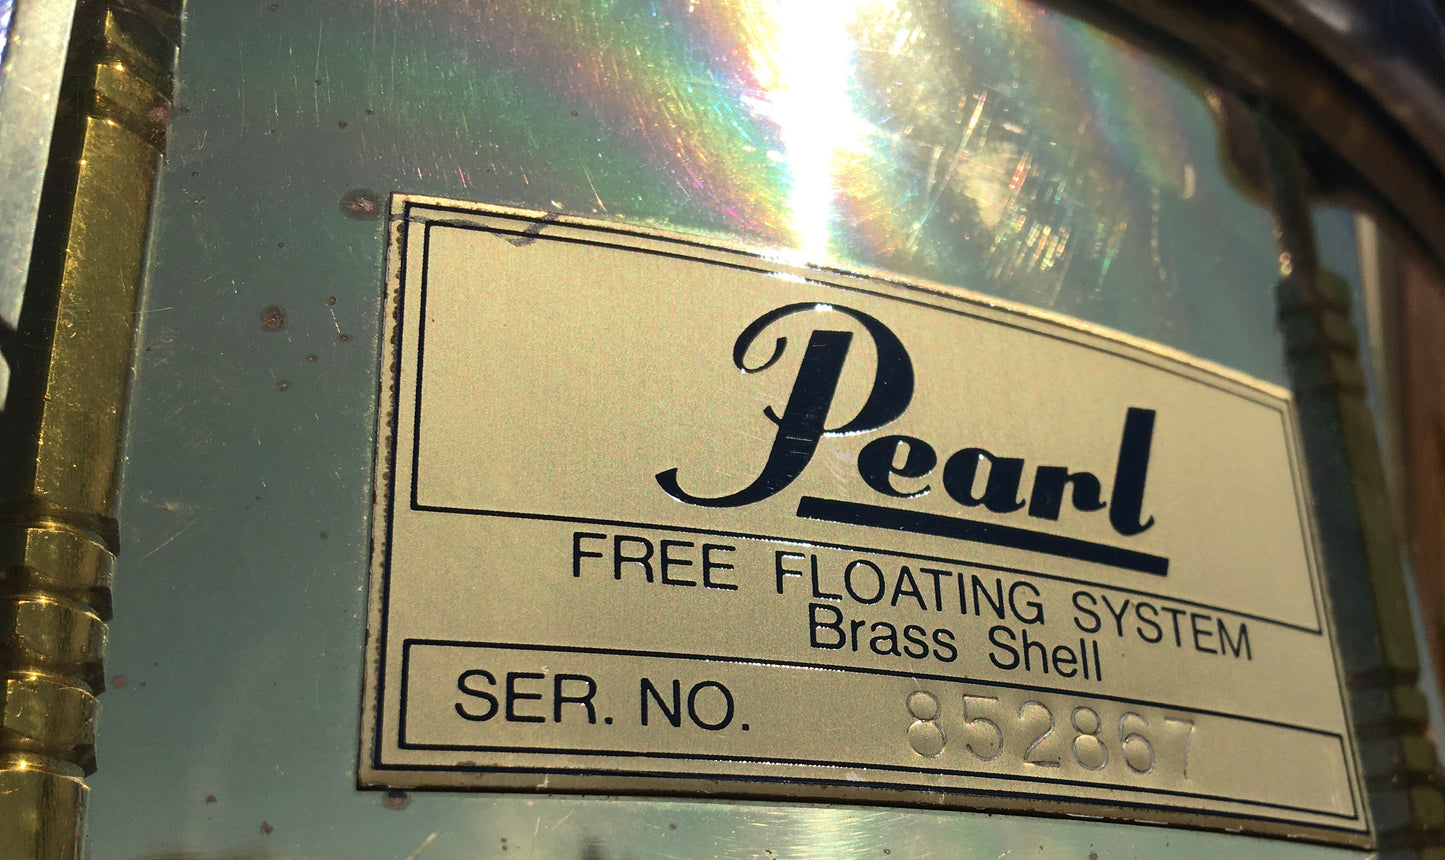 Pearl
FREE FLOATING SYSTEM
Brass Shell
SER. NO. 852867